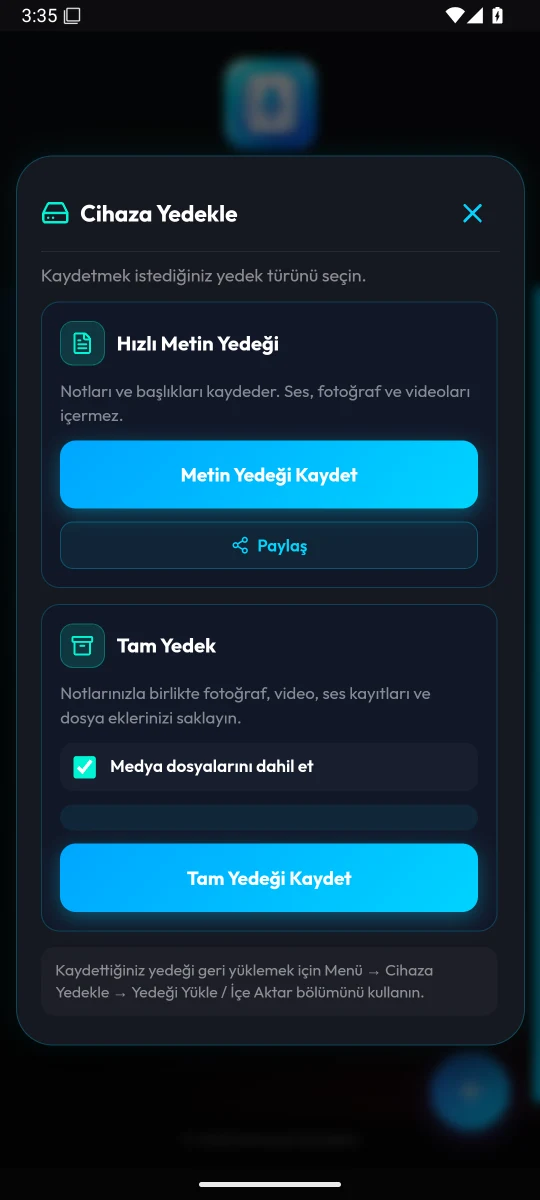 3:35
Cihaza Yedekle
Kaydetmek istediğiniz yedek türünü seçin.
Hızlı Metin Yedeği
Notları ve başlıkları kaydeder. Ses, fotoğraf ve videoları
içermez.
Metin Yedeği Kaydet
Paylaş
Tam Yedek
Notlarınızla birlikte fotoğraf, video, ses kayıtları ve
dosya eklerinizi saklayın.
Medya dosyalarını dahil et
Tam Yedeği Kaydet
Kaydettiğiniz yedeği geri yüklemek için Menü → Cihaza
Yedekle → Yedeği Yükle / İçe Aktar bölümünü kullanın.